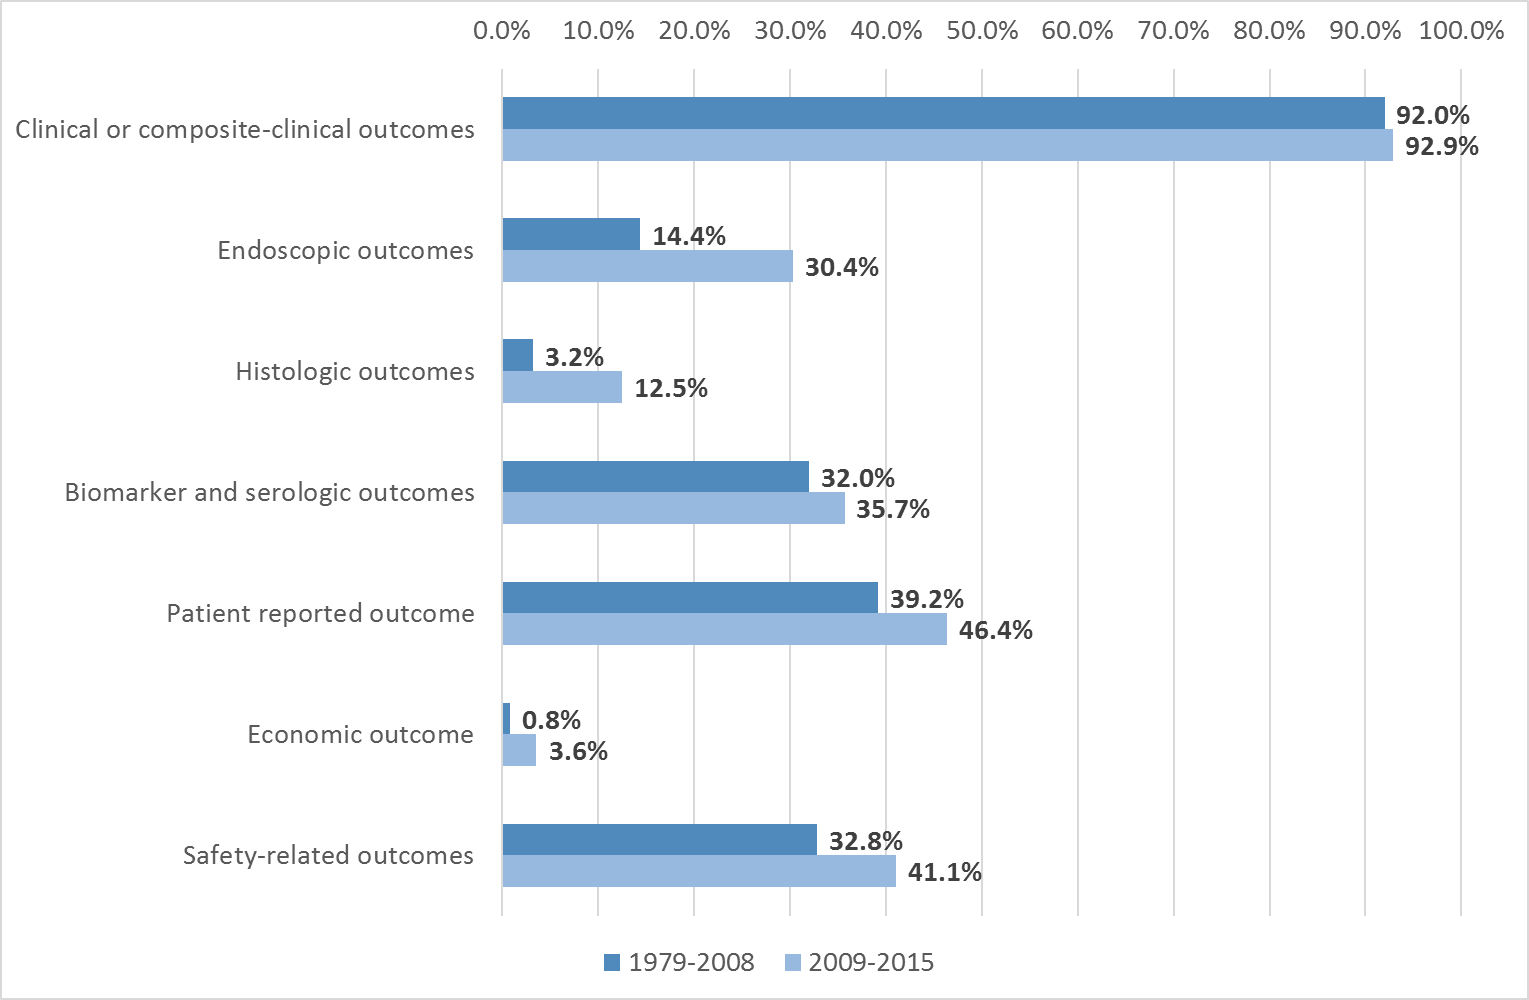 0.0% 10.0% 20.0% 30.0% 40.0% 50.0% 60.0% 70.0% 80.0% 90.0% 100.0%
Clinical or composite-clinical outcomes
92.0%
92.9%
Endoscopic outcomes
14.4%
30.4%
Histologic outcomes
3.2%
12.5%
Biomarker and serologic outcomes
32.0%
35.7%
Patient reported outcome
39.2%
46.4%
Economic outcome
0.8%
3.6%
Safety-related outcomes
32.8%
41.1%
1979-2008 2009-2015